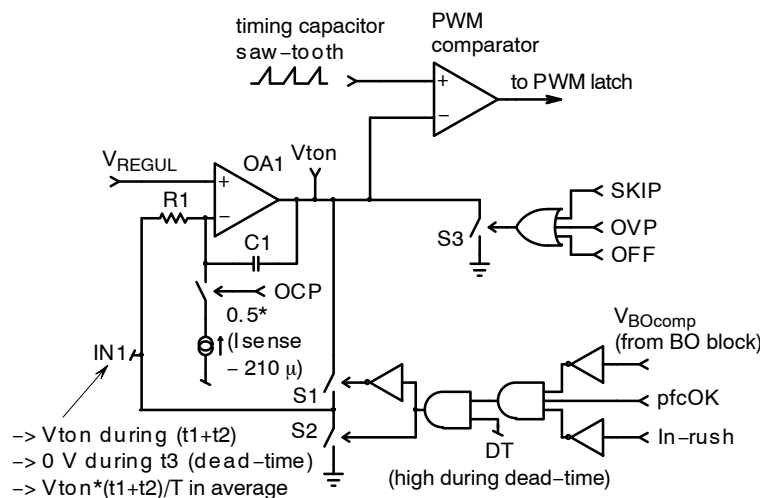 timing capacitor
saw-tooth
PWM
comparator
to PWM latch
+
−
VREGUL
OA1
Vton
+
−
R1
C1
S3
SKIP
OVP
OFF
OCP
0.5*
(Isense
− 210 µ)
IN1
S1
S2
VBOcomp
(from BO block)
pfcOK
In-rush
DT
(high during dead-time)
-> Vton during (t1+t2)
-> 0 V during t3 (dead-time)
-> Vton*(t1+t2)/T in average